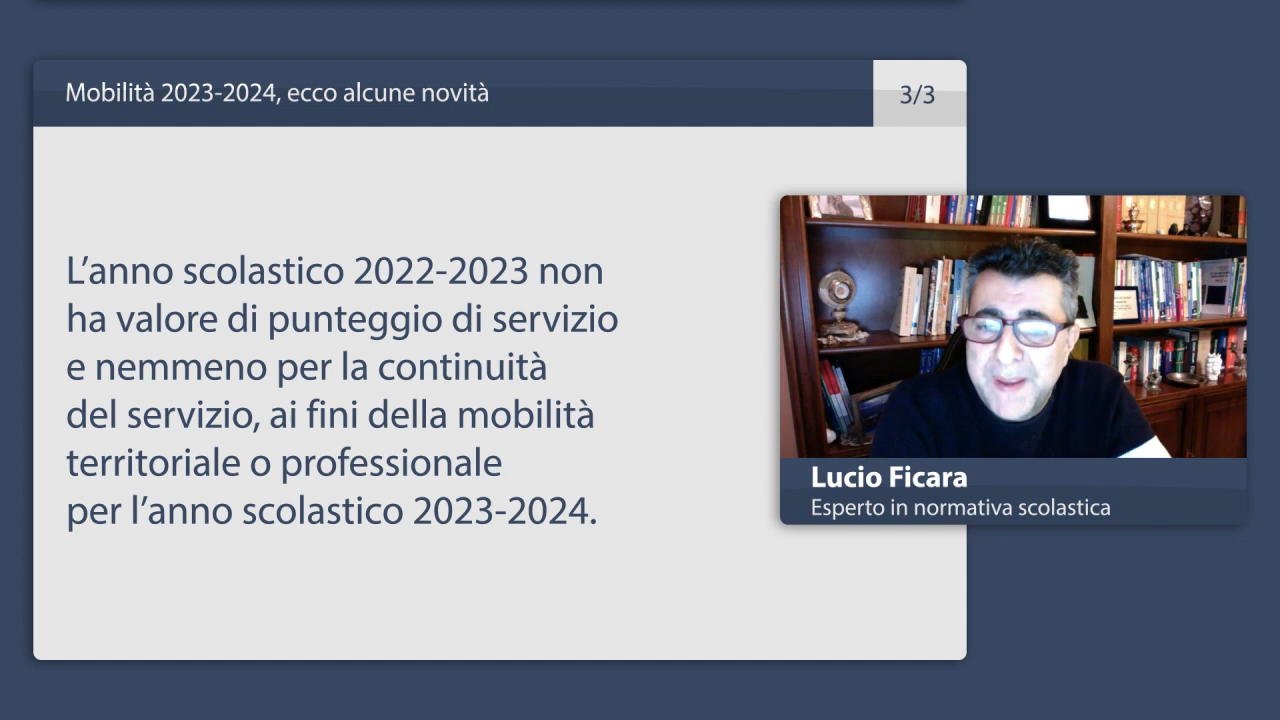 Mobilità 2023-2024, ecco alcune novità
3/3
L’anno scolastico 2022-2023 non
ha valore di punteggio di servizio
e nemmeno per la continuità
del servizio, ai fini della mobilità
territoriale o professionale
per l’anno scolastico 2023-2024.
Lucio Ficara
Esperto in normativa scolastica